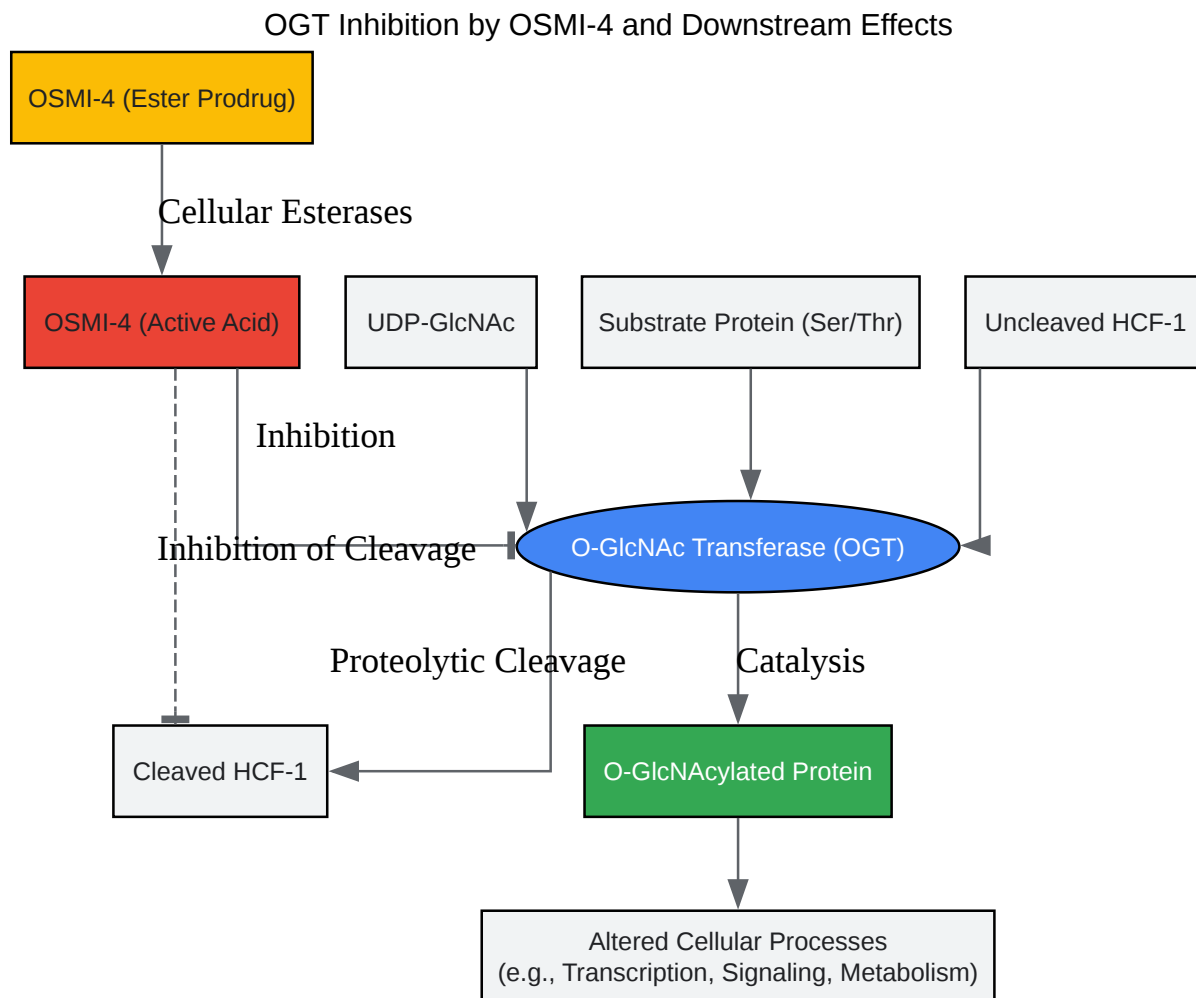 OGT Inhibition by OSMI-4 and Downstream Effects
OSMI-4 (Ester Prodrug)
Cellular Esterases
OSMI-4 (Active Acid)
UDP-GlcNAc
Substrate Protein (Ser/Thr)
Uncleaved HCF-1
Inhibition
Inhibition of Cleavage
O-GlcNAc Transferase (OGT)
Proteolytic Cleavage
Catalysis
Cleaved HCF-1
O-GlcNAcylated Protein
Altered Cellular Processes
(e.g., Transcription, Signaling, Metabolism)